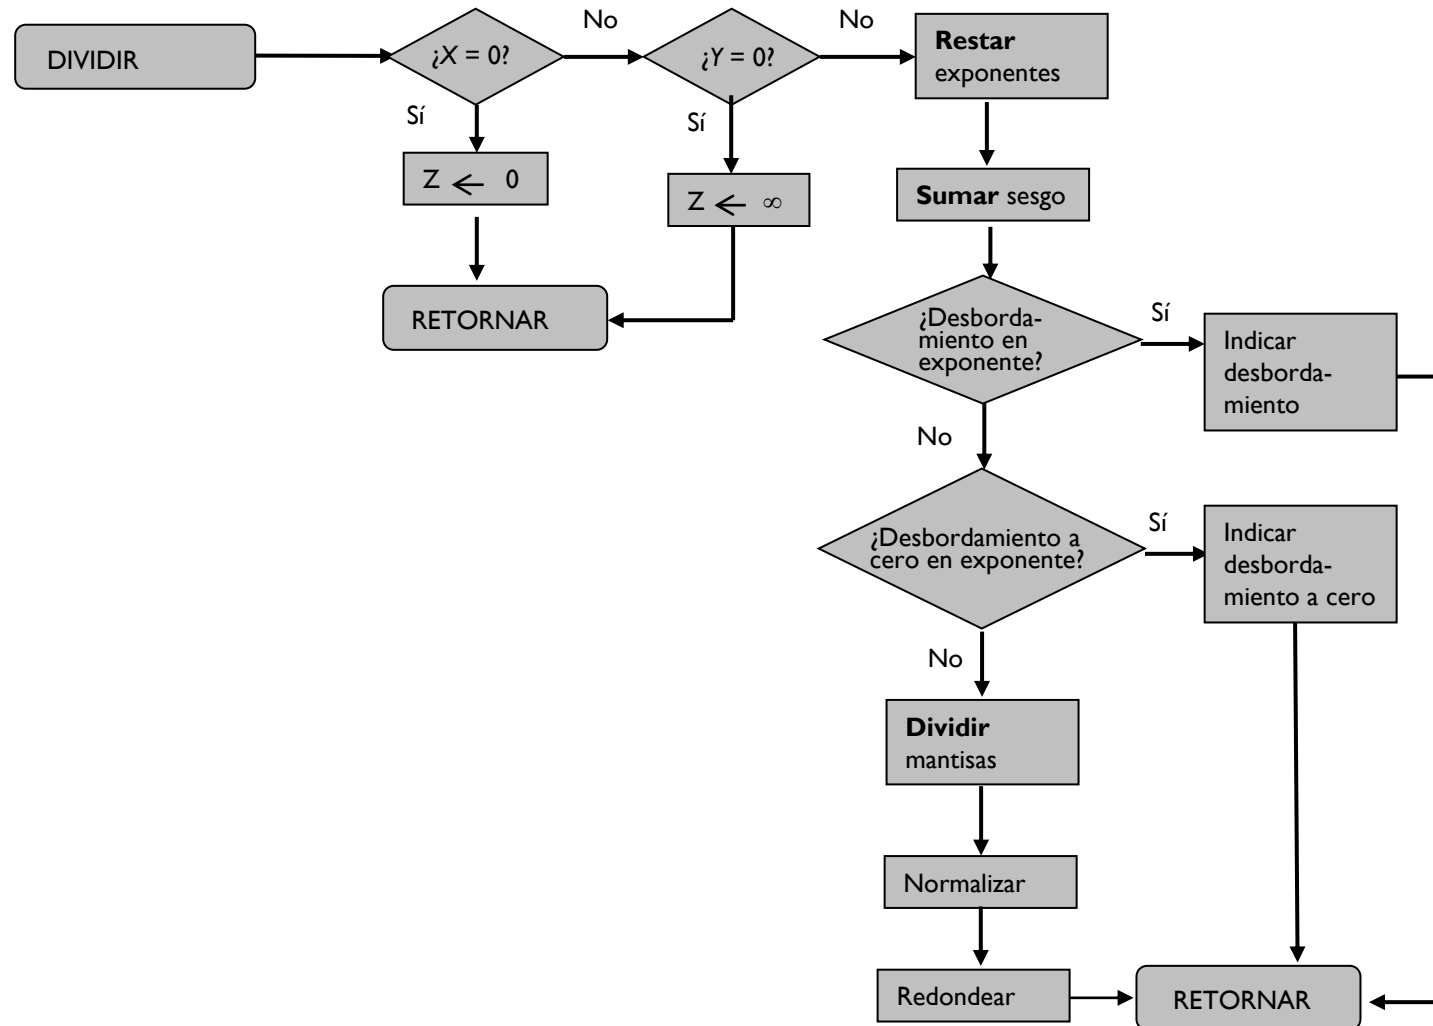 DIVIDIR
¿X = 0?
No
¿Y = 0?
No
Restar
exponentes
Sí
Z ← 0
Sí
Z ← ∞
RETORNAR
Sumar sesgo
¿Desborda-
miento en
exponente?
Sí
Indicar
desborda-
miento
No
¿Desbordamiento a
cero en exponente?
Sí
Indicar
desborda-
miento a cero
No
Dividir
mantisas
Normalizar
Redondear
RETORNAR